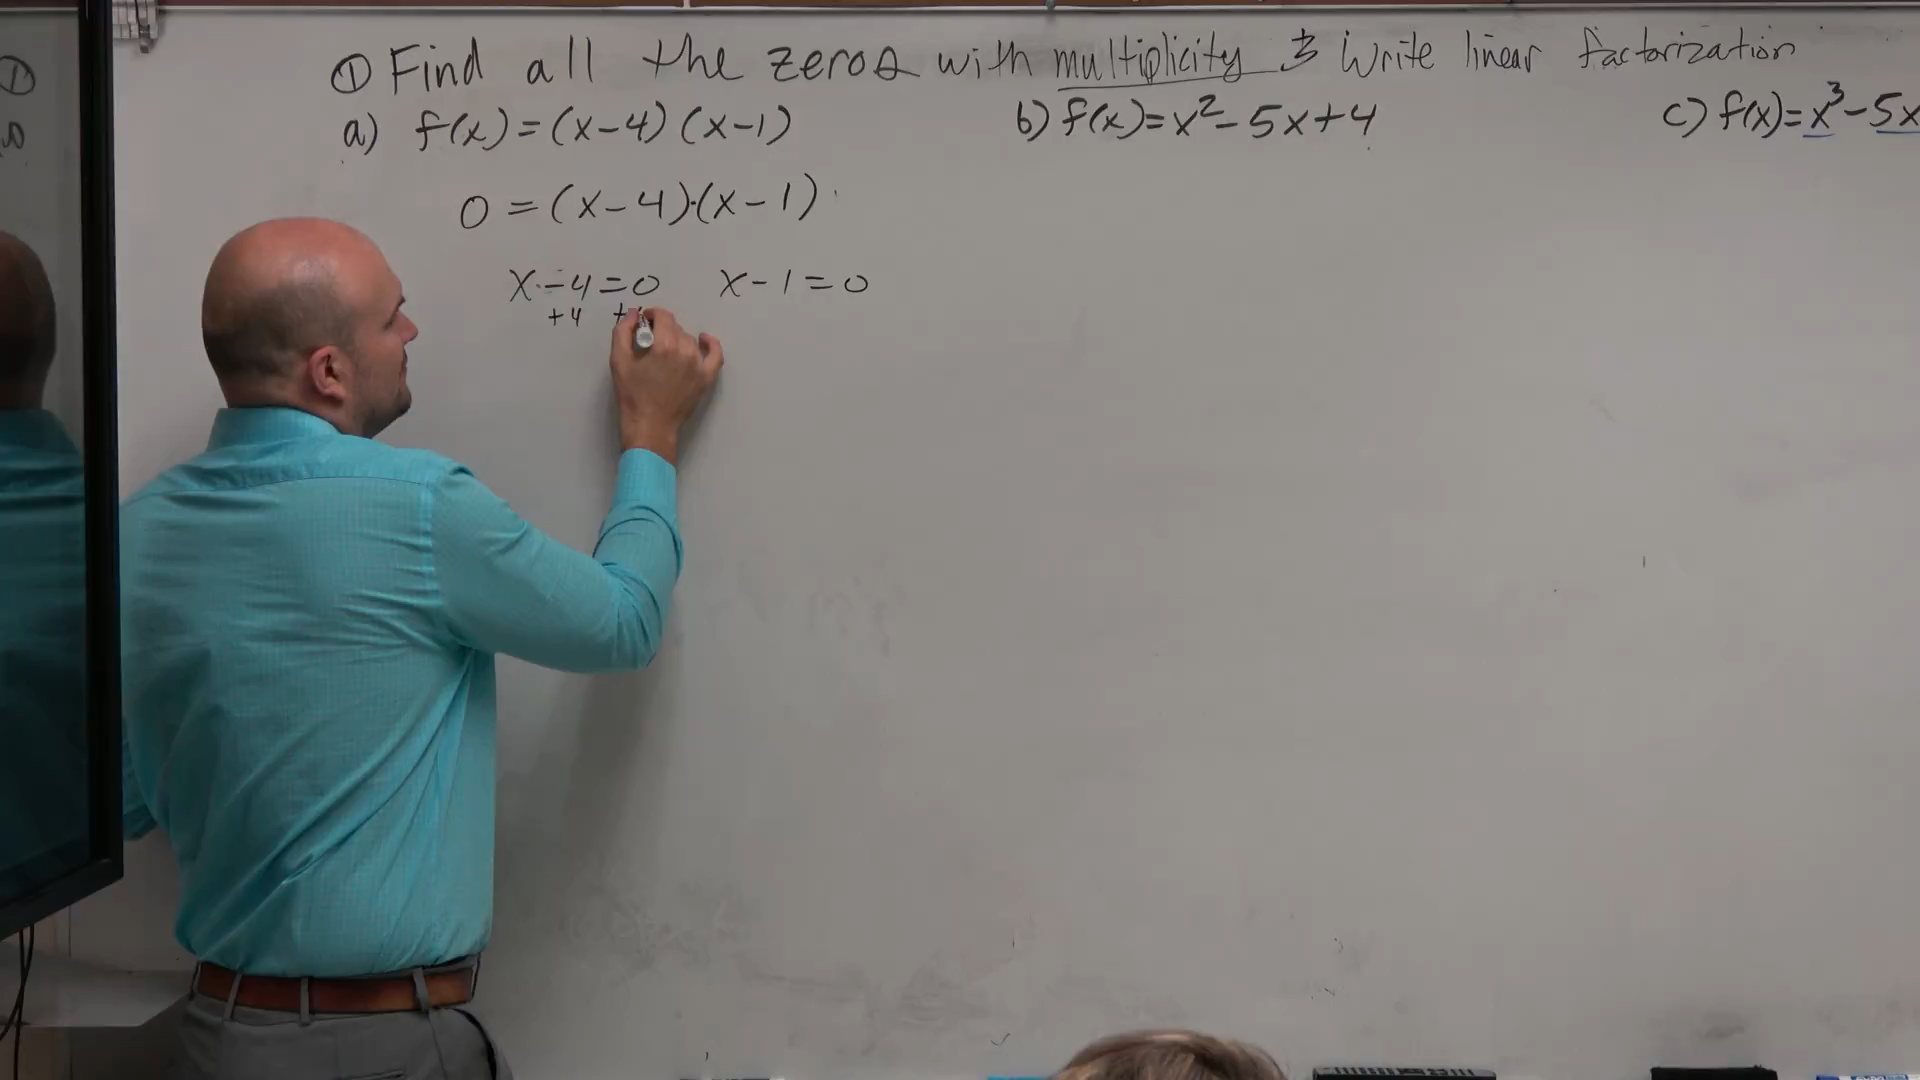 ① Find all the zeros with multiplicity & write linear factorization
a) f(x)=(x-4)(x-1)
b) f(x)=x²-5x+4
c) f(x)=x³-5x
0=(x-4)·(x-1)
x-4=0 x-1=0
+4 +